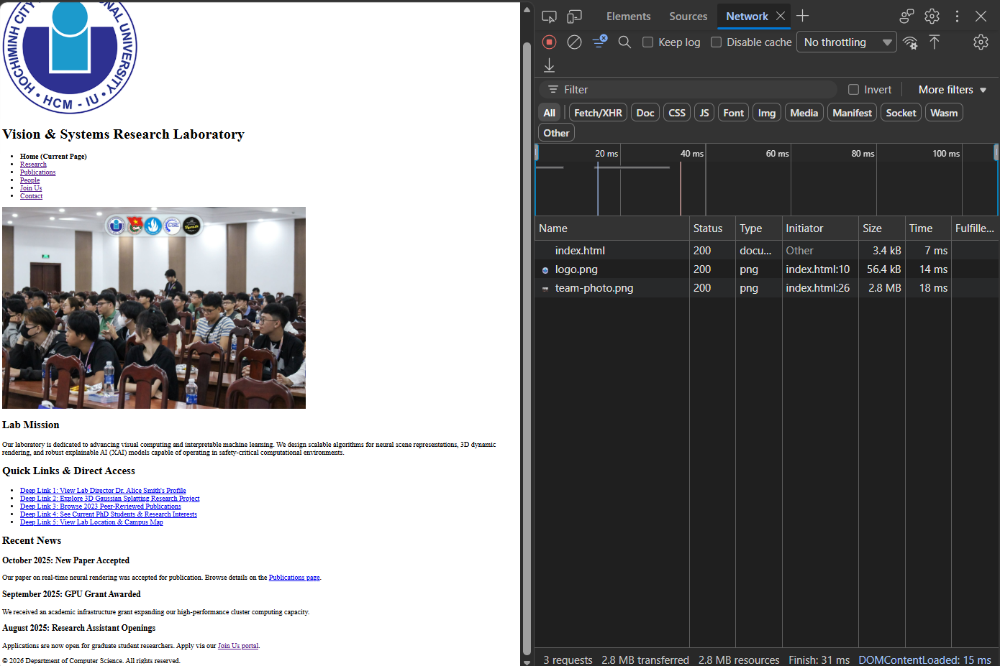 HOCHIMINH CITY
ONAL UNIVERSITY
• HCM - IU •
Vision & Systems Research Laboratory
• Home (Current Page)
• Research
• Publications
• People
• Join Us
• Contact
CSE
Lab Mission
Our laboratory is dedicated to advancing visual computing and interpretable machine learning. We design scalable algorithms for neural scene representations, 3D dynamic
rendering, and robust explainable AI (XAI) models capable of operating in safety-critical computational environments.
Quick Links & Direct Access
• Deep Link 1: View Lab Director Dr. Alice Smith's Profile
• Deep Link 2: Explore 3D Gaussian Splatting Research Project
• Deep Link 3: Browse 2023 Peer-Reviewed Publications
• Deep Link 4: See Current PhD Students & Research Interests
• Deep Link 5: View Lab Location & Campus Map
Recent News
October 2025: New Paper Accepted
Our paper on real-time neural rendering was accepted for publication. Browse details on the Publications page.
September 2025: GPU Grant Awarded
We received an academic infrastructure grant expanding our high-performance cluster computing capacity.
August 2025: Research Assistant Openings
Applications are now open for graduate student researchers. Apply via our Join Us portal.
© 2026 Department of Computer Science. All rights reserved.
Elements Sources Network
Keep log Disable cache No throttling
Filter Invert More filters
All Fetch/XHR Doc CSS JS Font Img Media Manifest Socket Wasm
Other
20 ms 40 ms 60 ms 80 ms 100 ms
Name Status Type Initiator Size Time Fulfille...
index.html 200 docu... Other 3.4 kB 7 ms
logo.png 200 png index.html:10 56.4 kB 14 ms
team-photo.png 200 png index.html:26 2.8 MB 18 ms
3 requests 2.8 MB transferred 2.8 MB resources Finish: 31 ms DOMContentLoaded: 15 ms